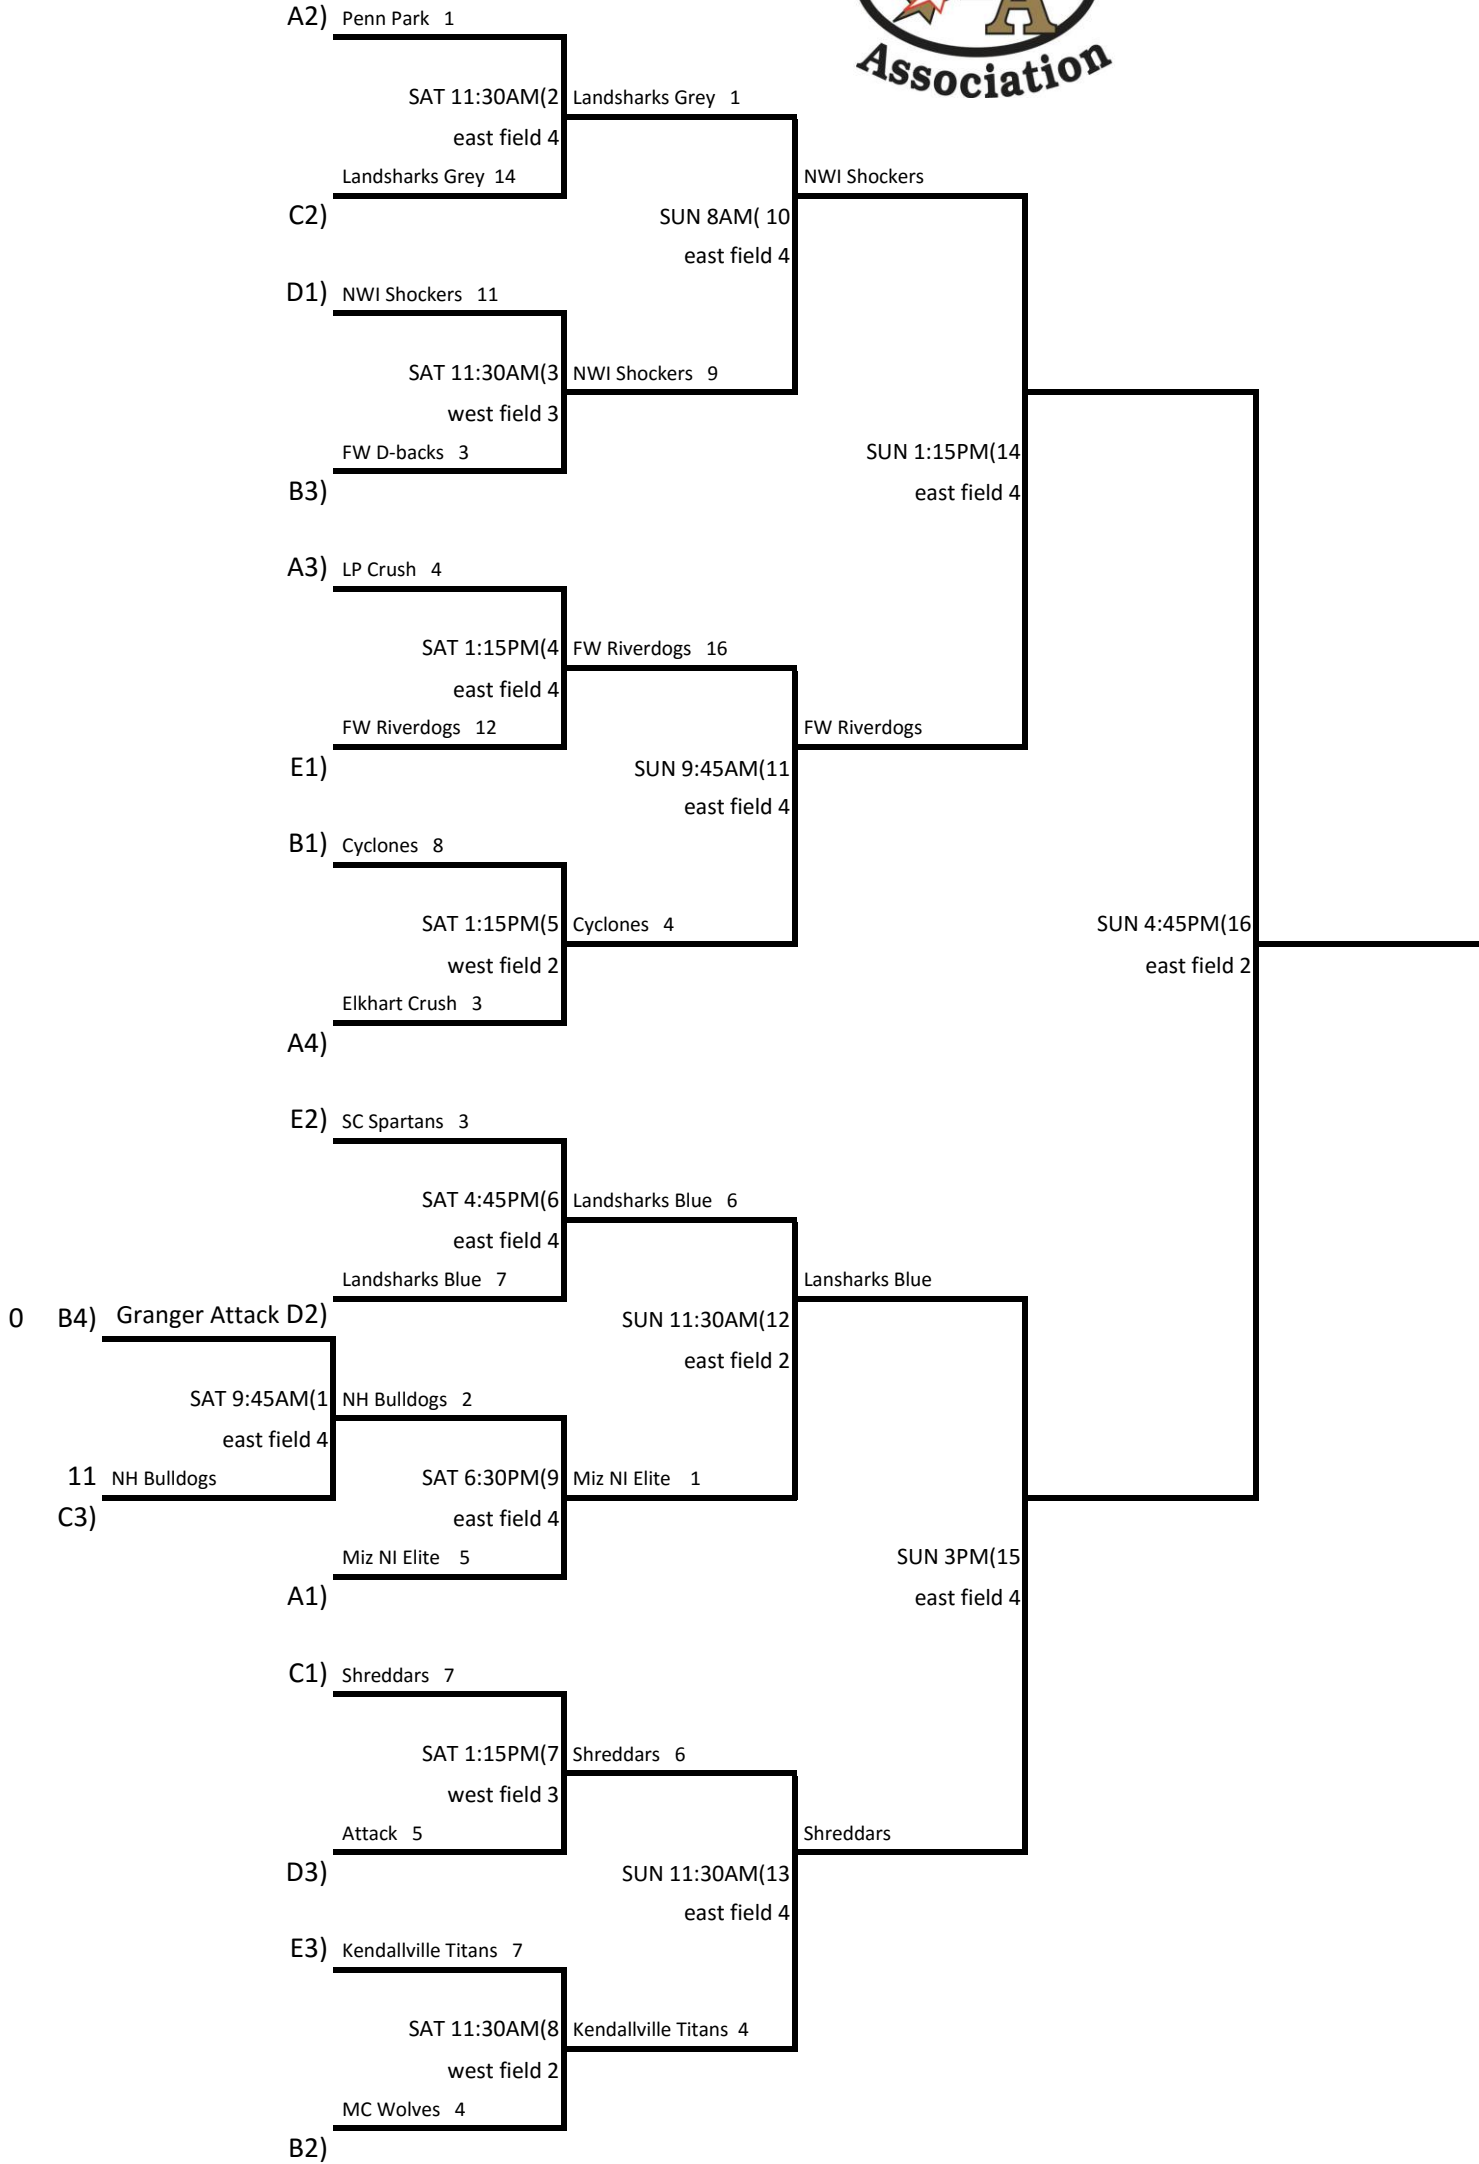 A
Association
A2) Penn Park 1
SAT 11:30AM(2 Landsharks Grey 1
east field 4
Landsharks Grey 14
NWI Shockers
C2)
SUN 8AM( 10
east field 4
D1) NWI Shockers 11
SAT 11:30AM(3 NWI Shockers 9
west field 3
FW D-backs 3
SUN 1:15PM(14
B3)
east field 4
A3) LP Crush 4
SAT 1:15PM(4 FW Riverdogs 16
east field 4
FW Riverdogs 12
FW Riverdogs
E1)
SUN 9:45AM(11
east field 4
B1) Cyclones 8
SAT 1:15PM(5 Cyclones 4
SUN 4:45PM(16
west field 2
east field 2
Elkhart Crush 3
A4)
E2) SC Spartans 3
SAT 4:45PM(6 Landsharks Blue 6
east field 4
Landsharks Blue 7
Lansharks Blue
0 B4) Granger Attack D2)
SUN 11:30AM(12
east field 2
SAT 9:45AM(1 NH Bulldogs 2
east field 4
11 NH Bulldogs
SAT 6:30PM(9 Miz NI Elite 1
C3)
east field 4
Miz NI Elite 5
SUN 3PM(15
A1)
east field 4
C1) Shreddars 7
SAT 1:15PM(7 Shreddars 6
west field 3
Attack 5
Shreddars
D3)
SUN 11:30AM(13
east field 4
E3) Kendallville Titans 7
SAT 11:30AM(8 Kendallville Titans 4
west field 2
MC Wolves 4
B2)